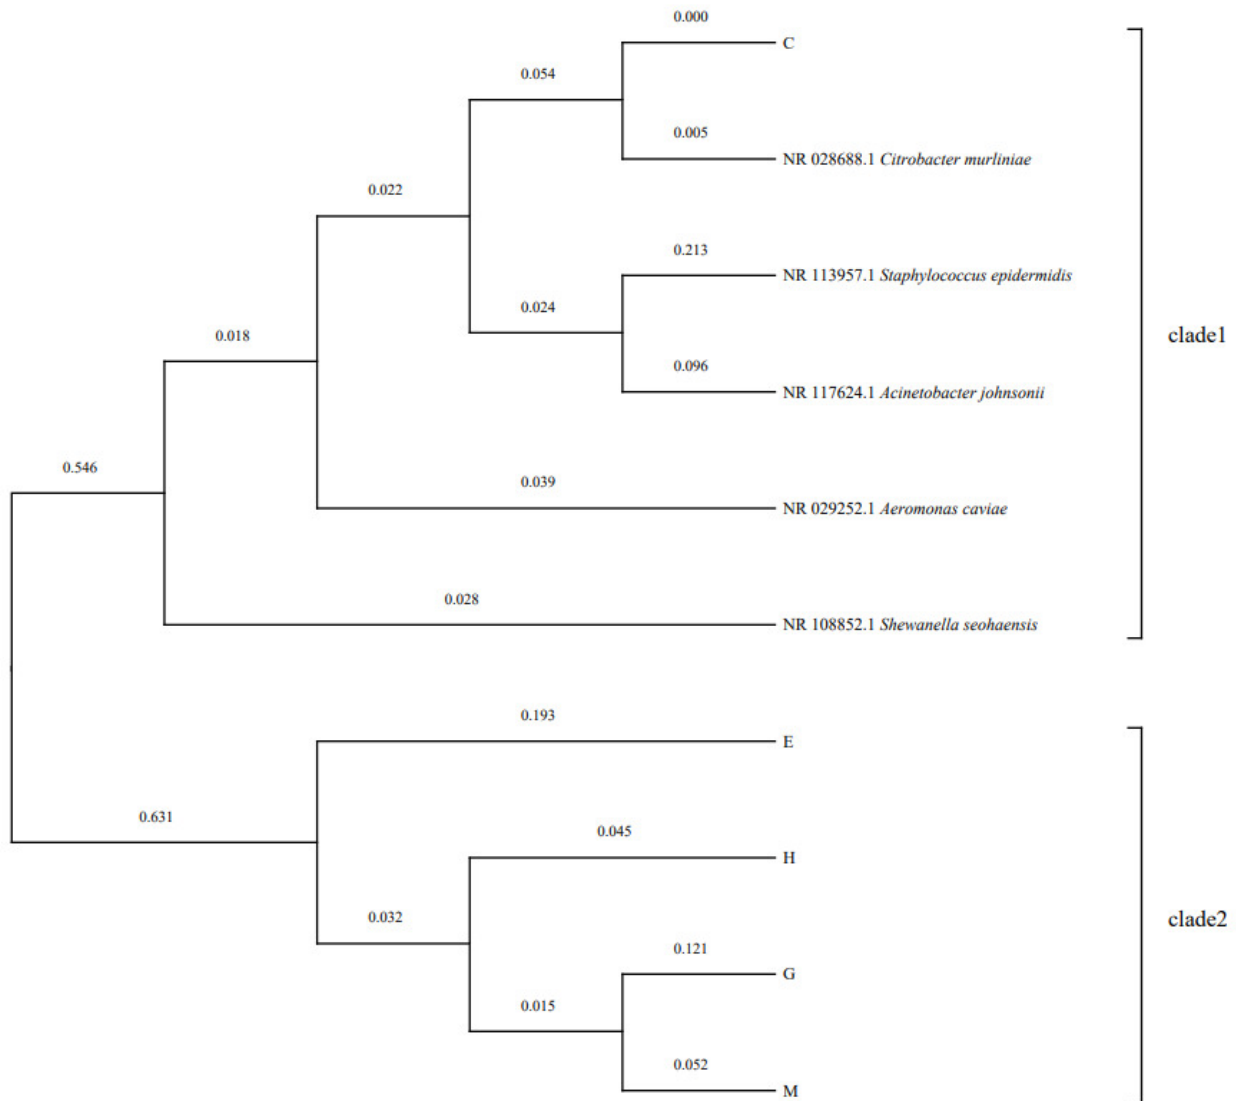 0.000
C
0.054
0.005
NR 028688.1 Citrobacter murliniae
0.022
0.213
NR 113957.1 Staphylococcus epidermidis
0.024
0.018
clade1
0.096
NR 117624.1 Acinetobacter johnsonii
0.546
0.039
NR 029252.1 Aeromonas caviae
0.028
NR 108852.1 Shewanella seohaensis
0.193
E
0.631
0.045
H
0.032
clade2
0.121
G
0.015
0.052
M